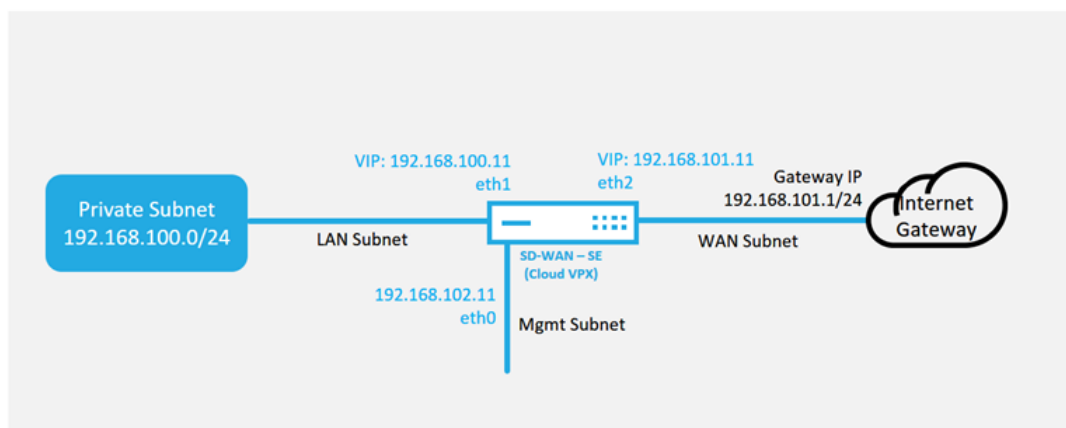 VIP: 192.168.100.11
eth1
VIP: 192.168.101.11
eth2
Gateway IP
192.168.101.1/24
Private Subnet
192.168.100.0/24
LAN Subnet
SD-WAN – SE
(Cloud VPX)
WAN Subnet
Internet
Gateway
192.168.102.11
eth0
Mgmt Subnet